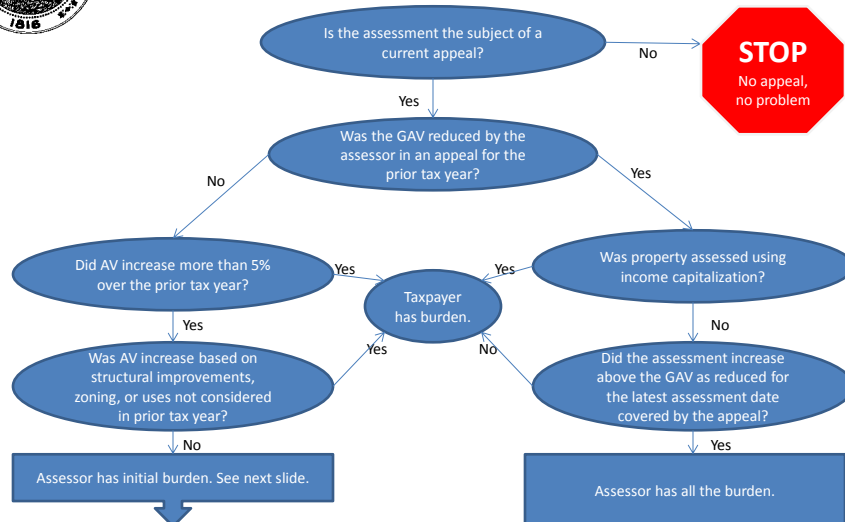 1816
Is the assessment the subject of a
current appeal?
No
STOP
No appeal,
no problem
Yes
Was the GAV reduced by the
assessor in an appeal for the
prior tax year?
No
Yes
Did AV increase more than 5%
over the prior tax year?
Yes
Taxpayer
has burden.
Yes
Was property assessed using
income capitalization?
Yes
No
Was AV increase based on
structural improvements,
zoning, or uses not considered
in prior tax year?
Yes
No
Did the assessment increase
above the GAV as reduced for
the latest assessment date
covered by the appeal?
No
Yes
Assessor has initial burden. See next slide.
Assessor has all the burden.